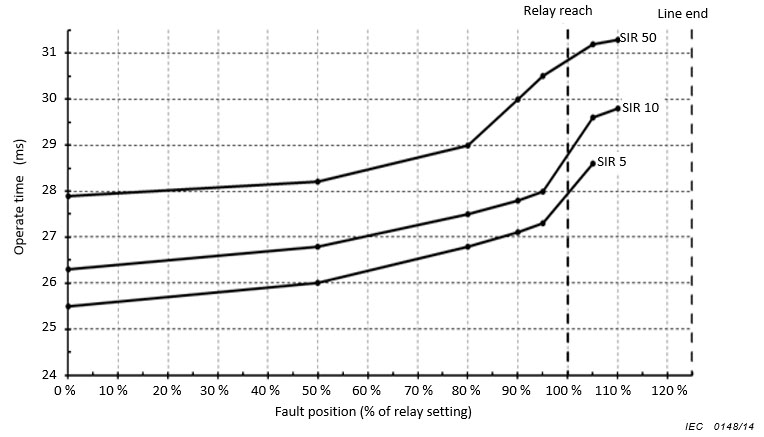 Relay reach
Line end
31
SIR 50
30
SIR 10
29
SIR 5
28
27
26
25
24
Operate time (ms)
0 % 10 % 20 % 30 % 40 % 50 % 60 % 70 % 80 % 90 % 100 % 110 % 120 %
Fault position (% of relay setting)
IEC 0148/14